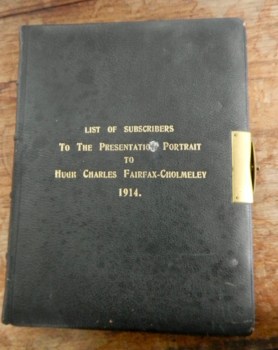 LIST OF SUBSCRIBERS
TO THE PRESENTATION PORTRAIT
TO
HUGH CHARLES FAIRFAX-CHOLMELEY
1914.